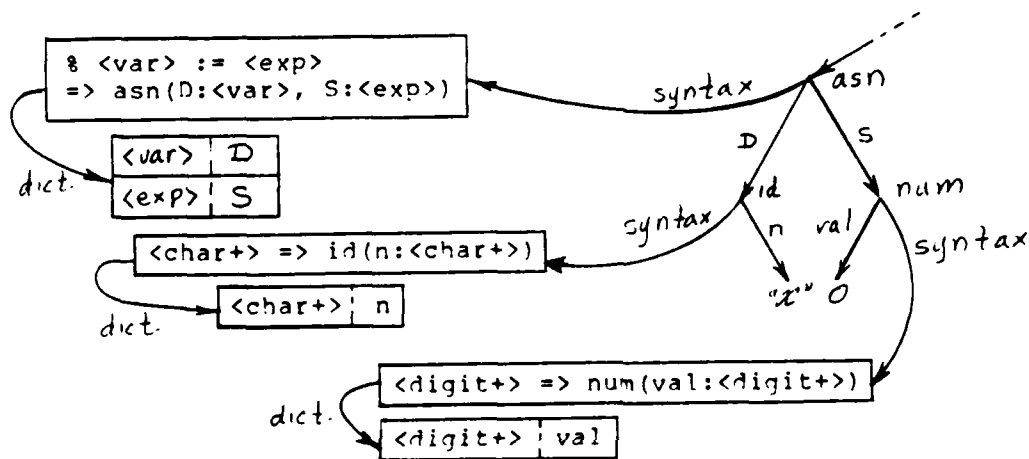 % <var> := <exp>
=> asn(D:<var>, S:<exp>)
syntax
asn
D
S
<var> D
dict.
<exp> S
id
num
syntax
n
val
syntax
<char+> => id(n:<char+>)
"x" 0
<char+> n
dict.
<digit+> => num(val:<digit+>)
dict.
<digit+> val